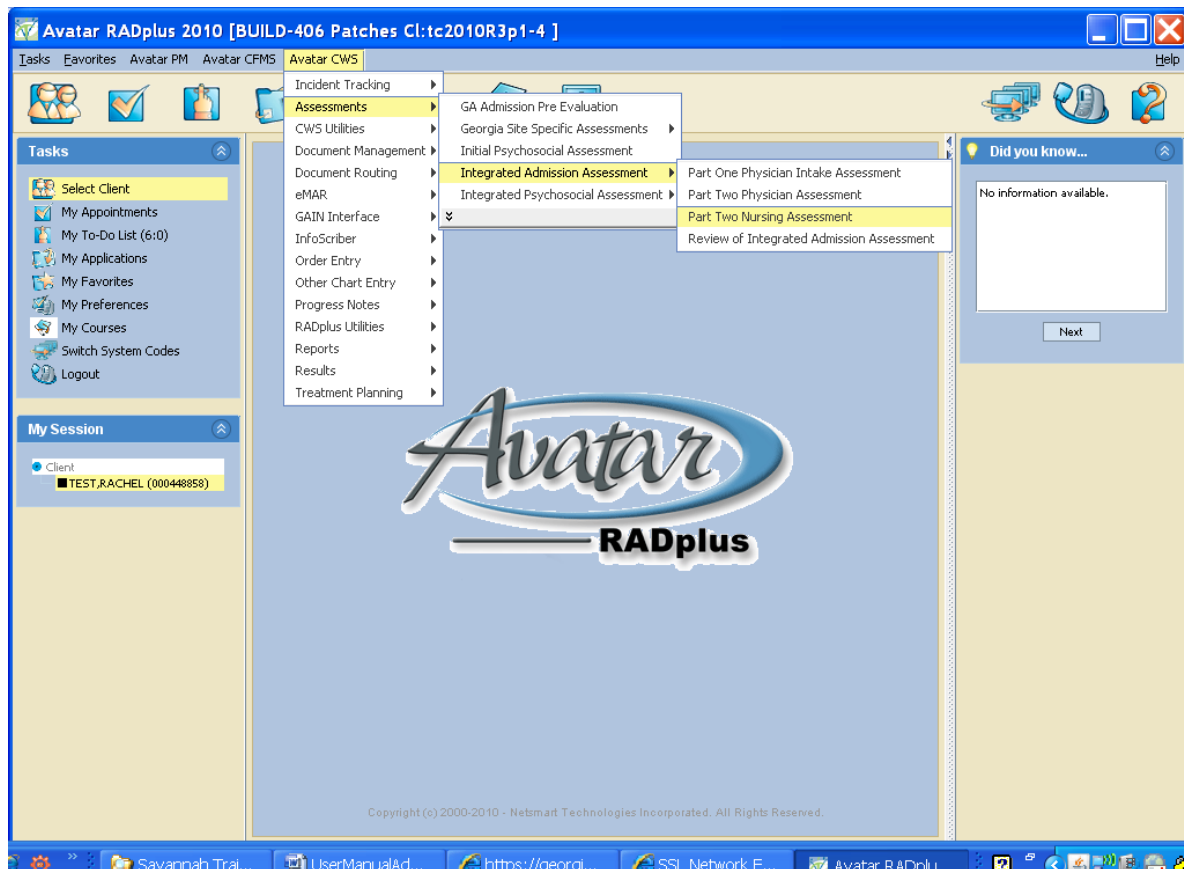 Avatar RADplus 2010 [BUILD-406 Patches Cl:tc2010R3p1-4 ]
Tasks Favorites Avatar PM Avatar CFMS Avatar CWS Help
Incident Tracking
Assessments
CWS Utilities
Document Management
Document Routing
eMAR
GAIN Interface
InfoScriber
Order Entry
Other Chart Entry
Progress Notes
RADplus Utilities
Reports
Results
Treatment Planning
GA Admission Pre Evaluation
Georgia Site Specific Assessments
Initial Psychosocial Assessment
Integrated Admission Assessment
Integrated Psychosocial Assessment
Part One Physician Intake Assessment
Part Two Physician Assessment
Part Two Nursing Assessment
Review of Integrated Admission Assessment
Tasks
Select Client
My Appointments
My To-Do List (6:0)
My Applications
My Favorites
My Preferences
My Courses
Switch System Codes
Logout
My Session
Client
TEST,RACHEL (000448858)
Did you know...
No information available.
Next
Avatar
RADplus
Copyright (c) 2000-2010 - Netsmart Technologies Incorporated. All Rights Reserved.
Savannah Trai... UserManualAd... https://georgi... SSL Network E... Avatar RADplu...